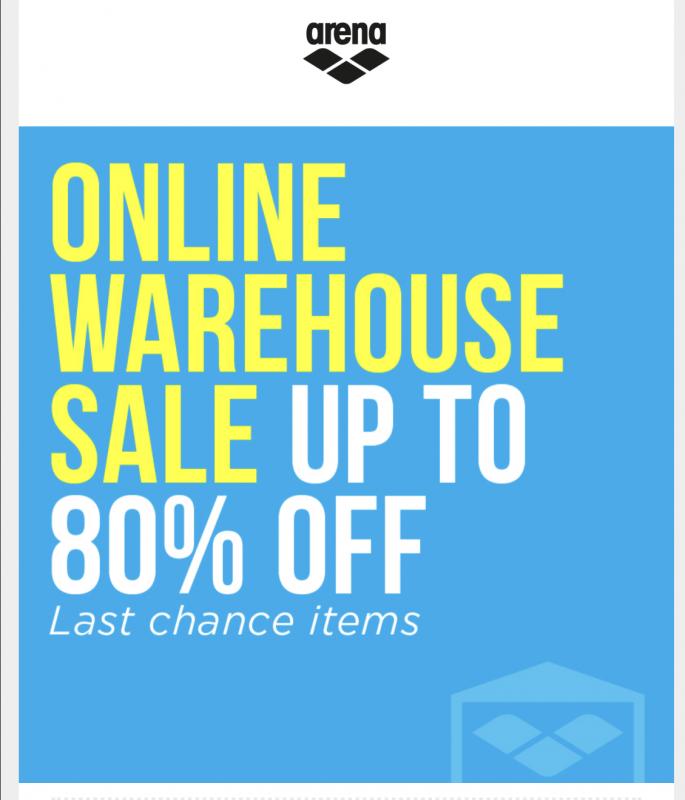 arena
ONLINE
WAREHOUSE
SALE UP TO
80% OFF
Last chance items